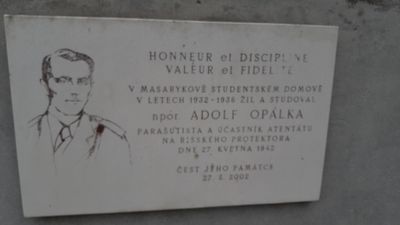 HONNEUR et DISCIPLINE
VALEUR et FIDELITÉ
V MASARYKOVĚ STUDENTSKÉM DOMOVĚ
V LETECH 1932 - 1936 ŽIL A STUDOVAL
npor. ADOLF OPÁLKA
PARAŠUTISTA A ÚČASTNÍK ATENTÁTU
NA ŘÍŠSKÉHO PROTEKTORA
DNE 27. KVĚTNA 1942
ČEST JEHO PAMÁTCE
27. 5. 2002